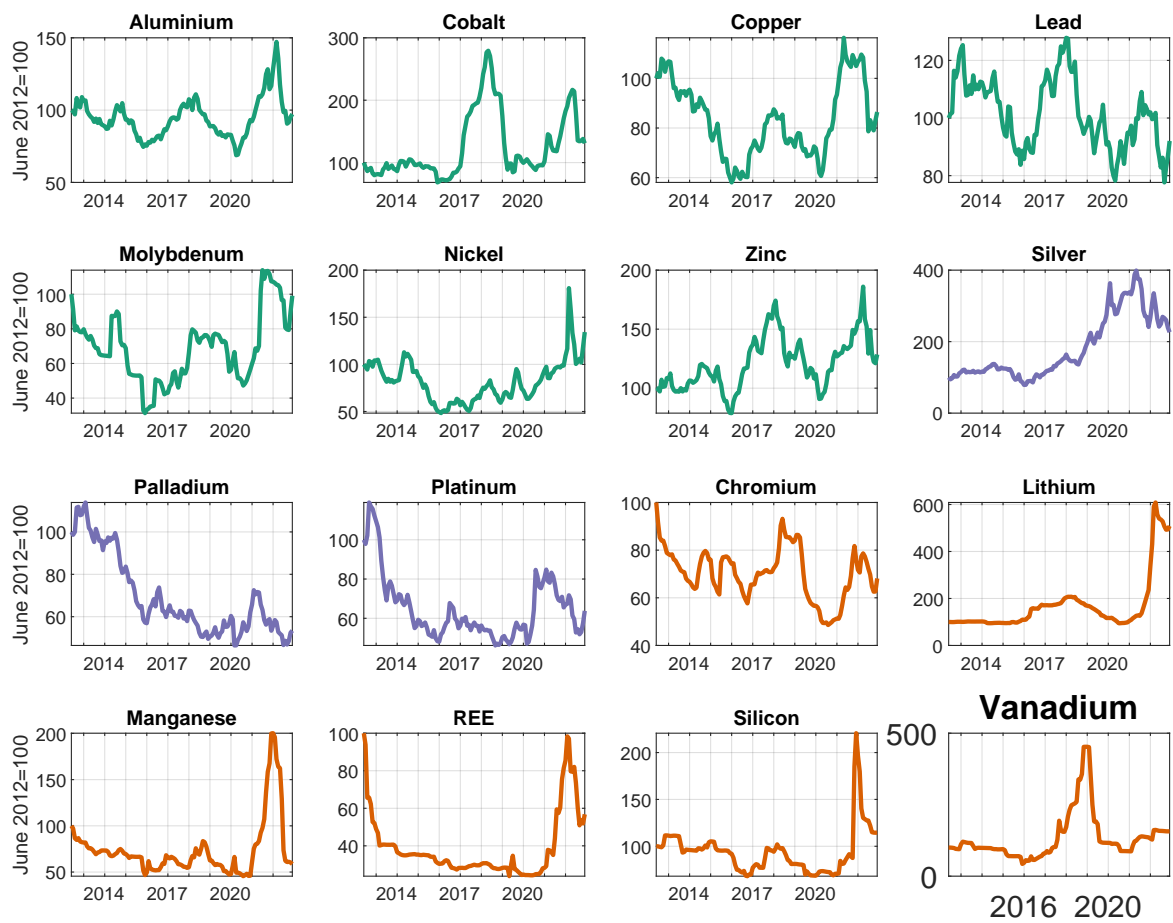 Aluminium
June 2012=100
150
100
50
2014 2017 2020
Cobalt
300
200
100
2014 2017 2020
Copper
100
80
60
2014 2017 2020
Lead
120
100
80
2014 2017 2020
Molybdenum
June 2012=100
100
80
60
40
2014 2017 2020
Nickel
200
150
100
50
2014 2017 2020
Zinc
200
150
100
2014 2017 2020
Silver
400
200
0
2014 2017 2020
Palladium
June 2012=100
100
80
60
2014 2017 2020
Platinum
100
80
60
2014 2017 2020
Chromium
100
80
60
40
2014 2017 2020
Lithium
600
400
200
0
2014 2017 2020
Manganese
June 2012=100
200
150
100
50
2014 2017 2020
REE
100
80
60
40
2014 2017 2020
Silicon
200
150
100
2014 2017 2020
Vanadium
500
0
2016 2020